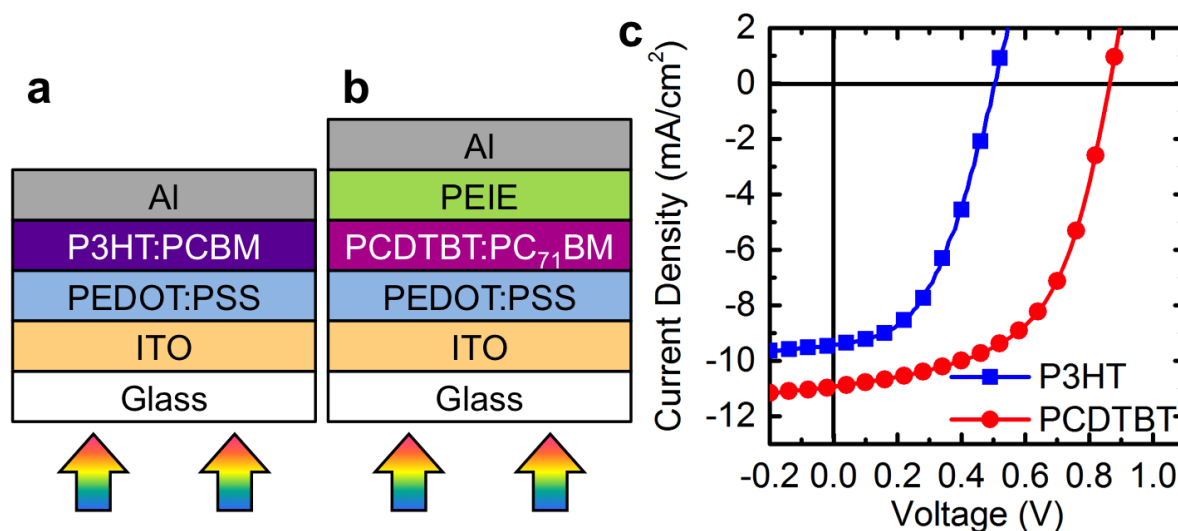 a
Al
P3HT:PCBM
PEDOT:PSS
ITO
Glass
b
Al
PEIE
PCDTBT:PC₇₁BM
PEDOT:PSS
ITO
Glass
c
Current Density (mA/cm²)
2
0
-2
-4
-6
-8
-10
-12
P3HT
PCDTBT
-0.2 0.0 0.2 0.4 0.6 0.8 1.0
Voltage (V)